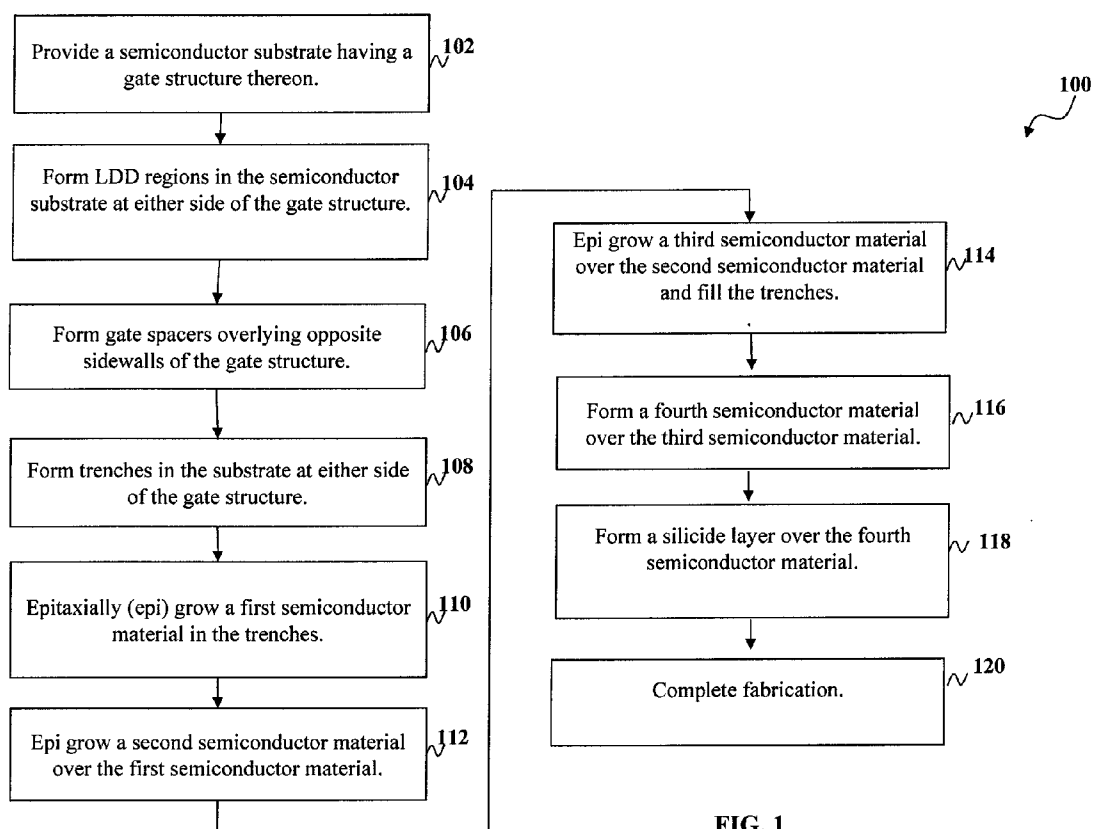 Provide a semiconductor substrate having a
gate structure thereon.
102
Form LDD regions in the semiconductor
substrate at either side of the gate structure.
104
Form gate spacers overlying opposite
sidewalls of the gate structure.
106
Form trenches in the substrate at either side
of the gate structure.
108
Epitaxially (epi) grow a first semiconductor
material in the trenches.
110
Epi grow a second semiconductor material
over the first semiconductor material.
112
100
Epi grow a third semiconductor material
over the second semiconductor material
and fill the trenches.
114
Form a fourth semiconductor material
over the third semiconductor material.
116
Form a silicide layer over the fourth
semiconductor material.
118
Complete fabrication.
120
FIG. 1